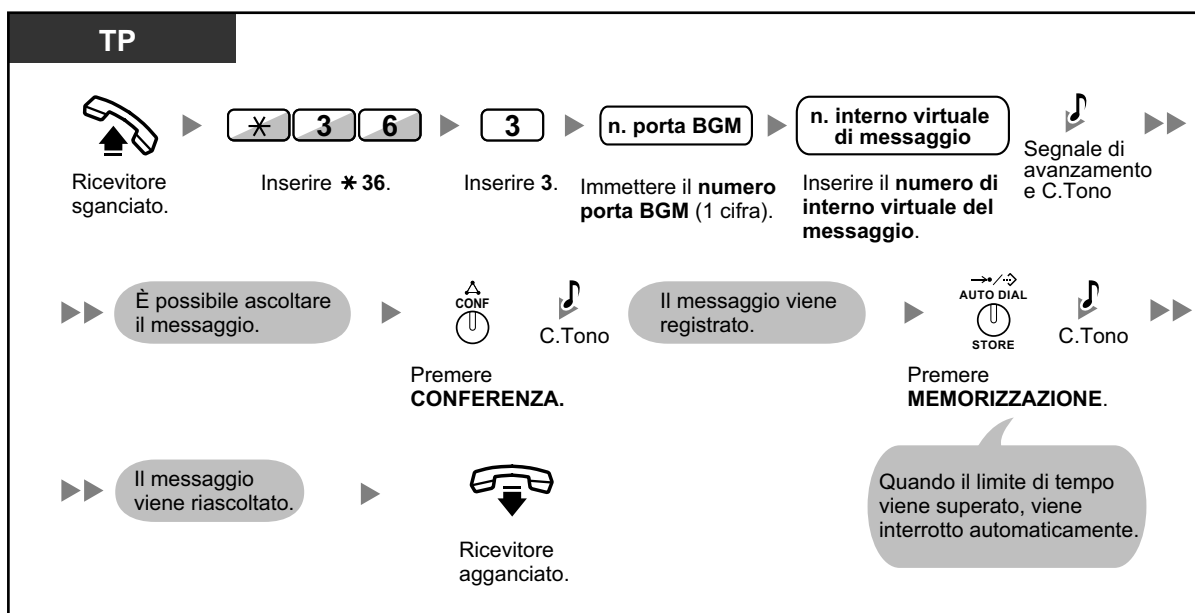 TP
✳ 3 6
3
n. porta BGM
n. interno virtuale
di messaggio
Ricevitore
sganciato.
Inserire ✳ 36.
Inserire 3.
Immettere il numero
porta BGM (1 cifra).
Inserire il numero di
interno virtuale del
messaggio.
Segnale di
avanzamento
e C.Tono
È possibile ascoltare
il messaggio.
CONF
C.Tono
Premere
CONFERENZA.
Il messaggio viene
registrato.
AUTO DIAL
STORE
C.Tono
Premere
MEMORIZZAZIONE.
Quando il limite di tempo
viene superato, viene
interrotto automaticamente.
Il messaggio
viene riascoltato.
Ricevitore
agganciato.